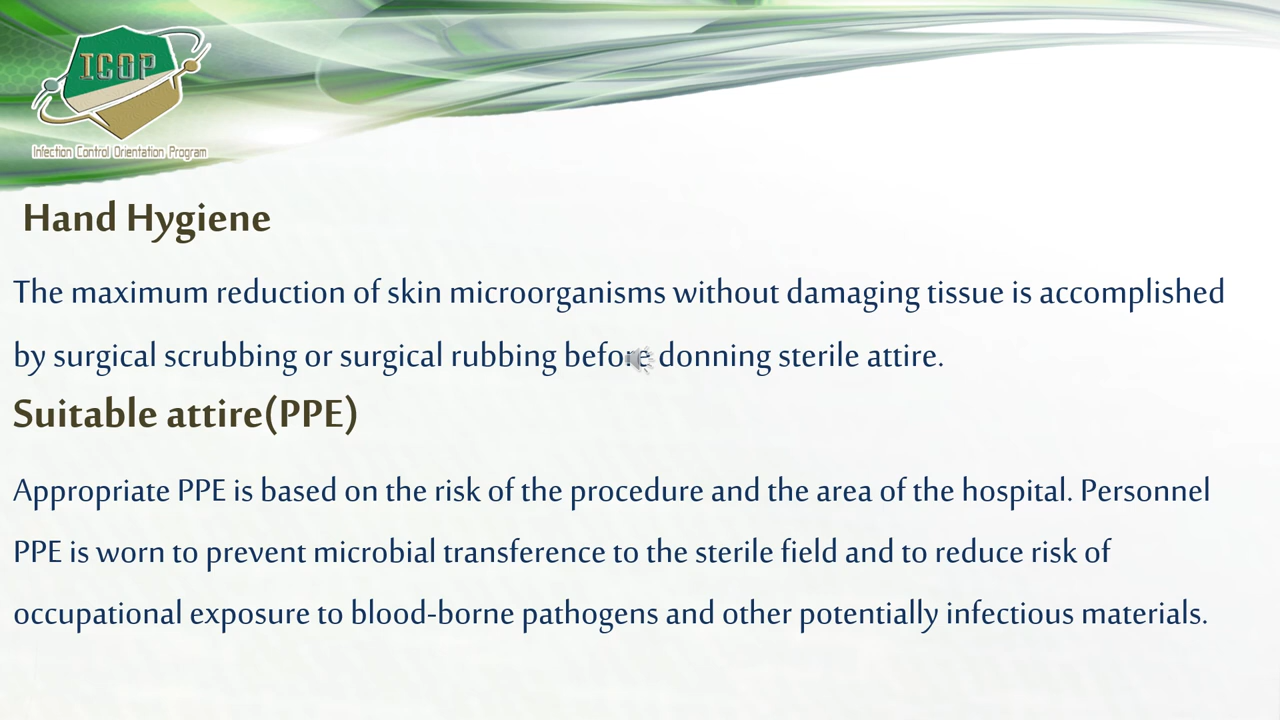 ICOP
Infection Control Orientation Program
Hand Hygiene
The maximum reduction of skin microorganisms without damaging tissue is accomplished
by surgical scrubbing or surgical rubbing before donning sterile attire.
Suitable attire(PPE)
Appropriate PPE is based on the risk of the procedure and the area of the hospital. Personnel
PPE is worn to prevent microbial transference to the sterile field and to reduce risk of
occupational exposure to blood-borne pathogens and other potentially infectious materials.